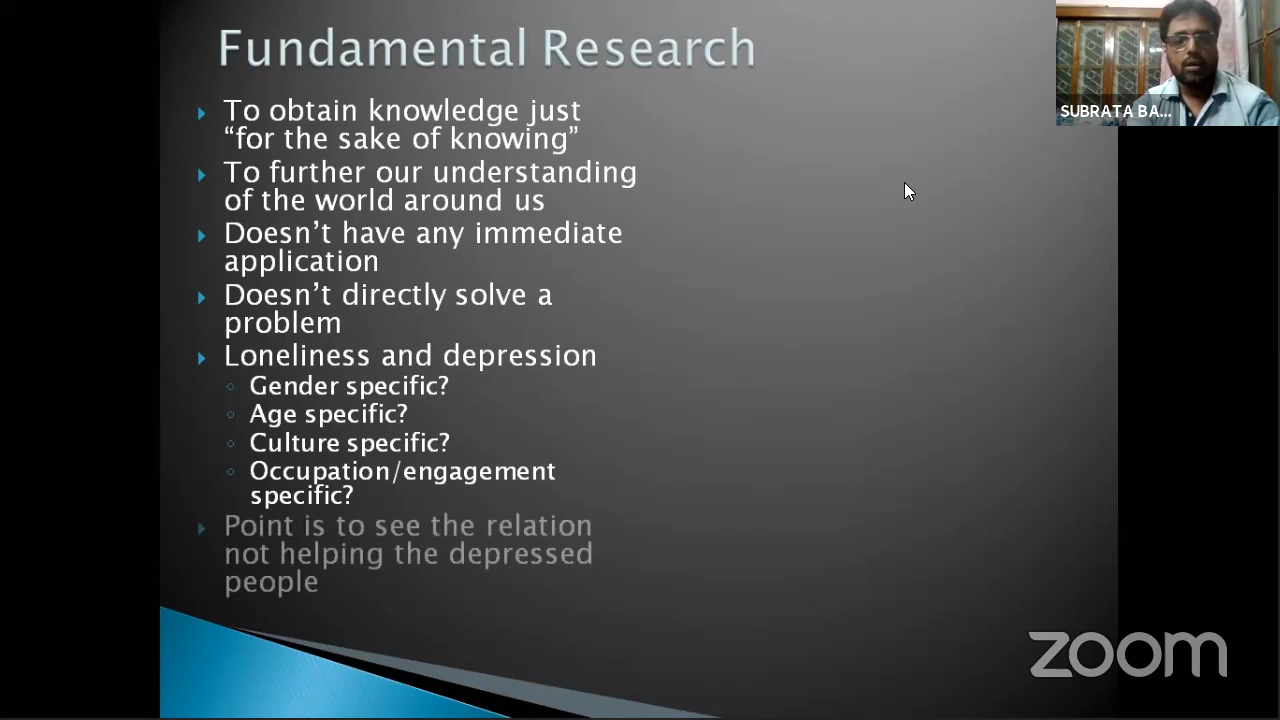 Fundamental Research
To obtain knowledge just
“for the sake of knowing”
To further our understanding
of the world around us
Doesn’t have any immediate
application
Doesn’t directly solve a
problem
Loneliness and depression
Gender specific?
Age specific?
Culture specific?
Occupation/engagement
specific?
Point is to see the relation
not helping the depressed
people
SUBRATA BA...
zoom